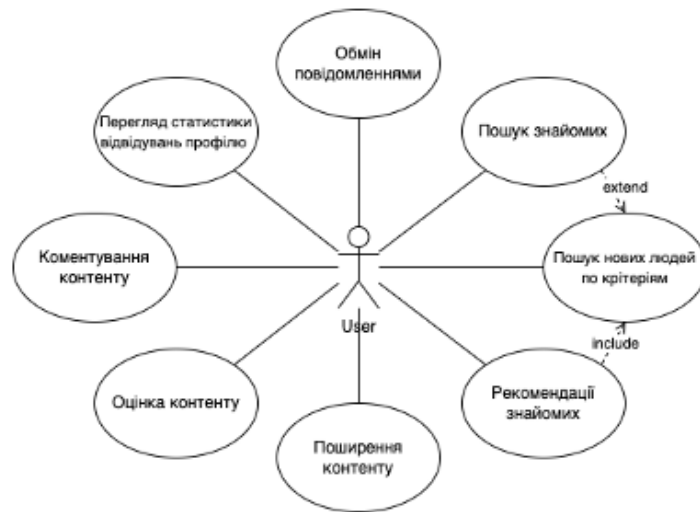 Обмін
повідомленнями
Перегляд статистики
відвідувань профілю
Пошук знайомих
extend
Коментування
контенту
Пошук нових людей
по крітеріям
User
include
Оцінка контенту
Рекомендації
знайомих
Поширення
контенту